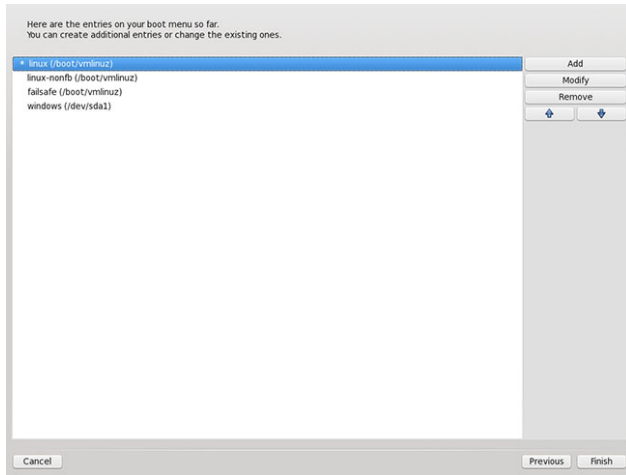 Here are the entries on your boot menu so far.
You can create additional entries or change the existing ones.
* linux (/boot/vmlinuz)
linux-nonfb (/boot/vmlinuz)
failsafe (/boot/vmlinuz)
windows (/dev/sda1)
Add
Modify
Remove
Cancel
Previous
Finish